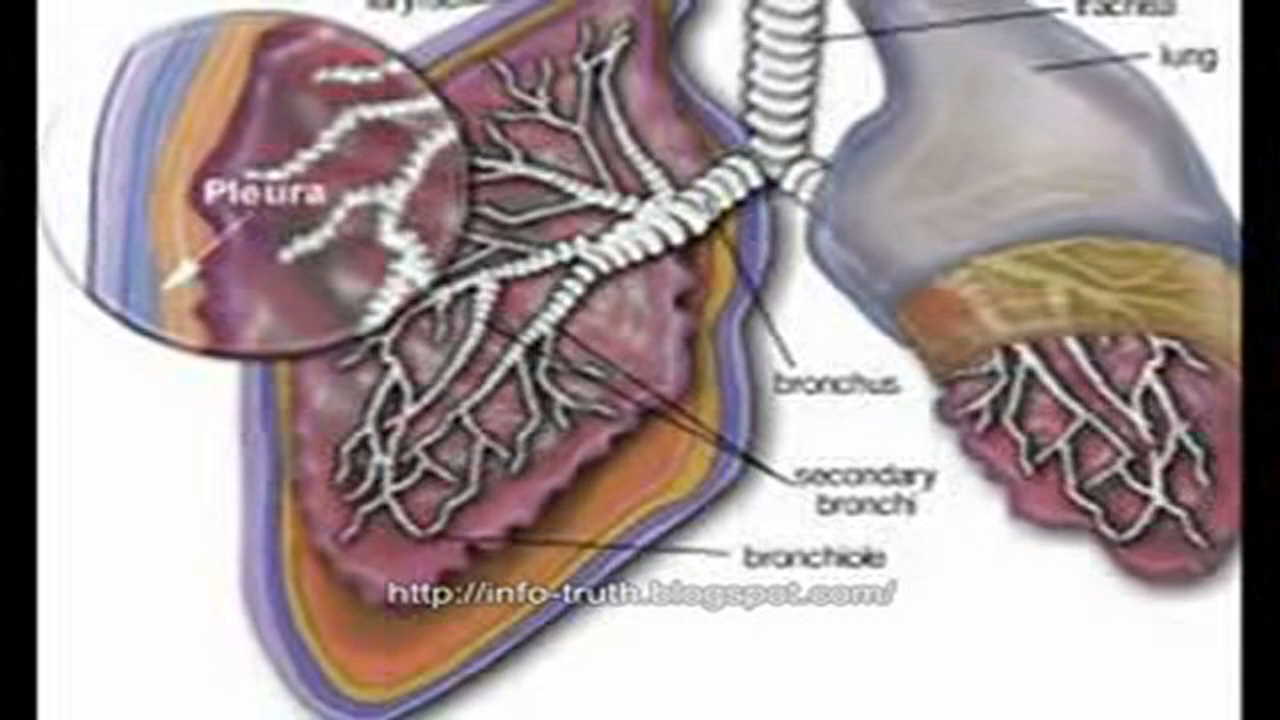 trachea
lung
Pleura
bronchus
secondary
bronchi
bronchiole
http://info-truth.blogspot.com/